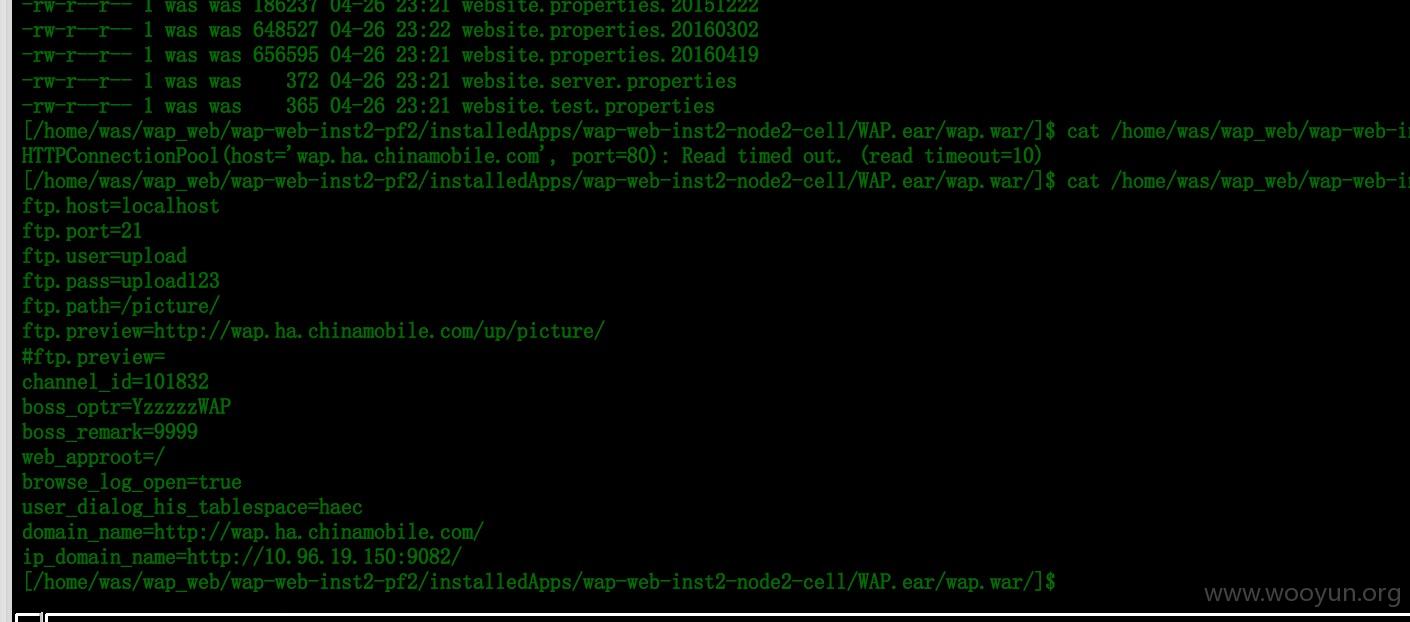 -rw-r--r-- 1 was was 186237 04-26 23:21 website.properties.20151222
-rw-r--r-- 1 was was 648527 04-26 23:22 website.properties.20160302
-rw-r--r-- 1 was was 656595 04-26 23:21 website.properties.20160419
-rw-r--r-- 1 was was    372 04-26 23:21 website.server.properties
-rw-r--r-- 1 was was    365 04-26 23:21 website.test.properties
[/home/was/wap_web/wap-web-inst2-pf2/installedApps/wap-web-inst2-node2-cell/WAP.ear/wap.war/]$ cat /home/was/wap_web/wap-web-i
HTTPConnectionPool(host='wap.ha.chinamobile.com', port=80): Read timed out. (read timeout=10)
[/home/was/wap_web/wap-web-inst2-pf2/installedApps/wap-web-inst2-node2-cell/WAP.ear/wap.war/]$ cat /home/was/wap_web/wap-web-i
ftp.host=localhost
ftp.port=21
ftp.user=upload
ftp.pass=upload123
ftp.path=/picture/
ftp.preview=http://wap.ha.chinamobile.com/up/picture/
#ftp.preview=
channel_id=101832
boss_optr=YzzzzzWAP
boss_remark=9999
web_approot=/
browse_log_open=true
user_dialog_his_tablespace=haec
domain_name=http://wap.ha.chinamobile.com/
ip_domain_name=http://10.96.19.150:9082/
[/home/was/wap_web/wap-web-inst2-pf2/installedApps/wap-web-inst2-node2-cell/WAP.ear/wap.war/]$
www.wooyun.org